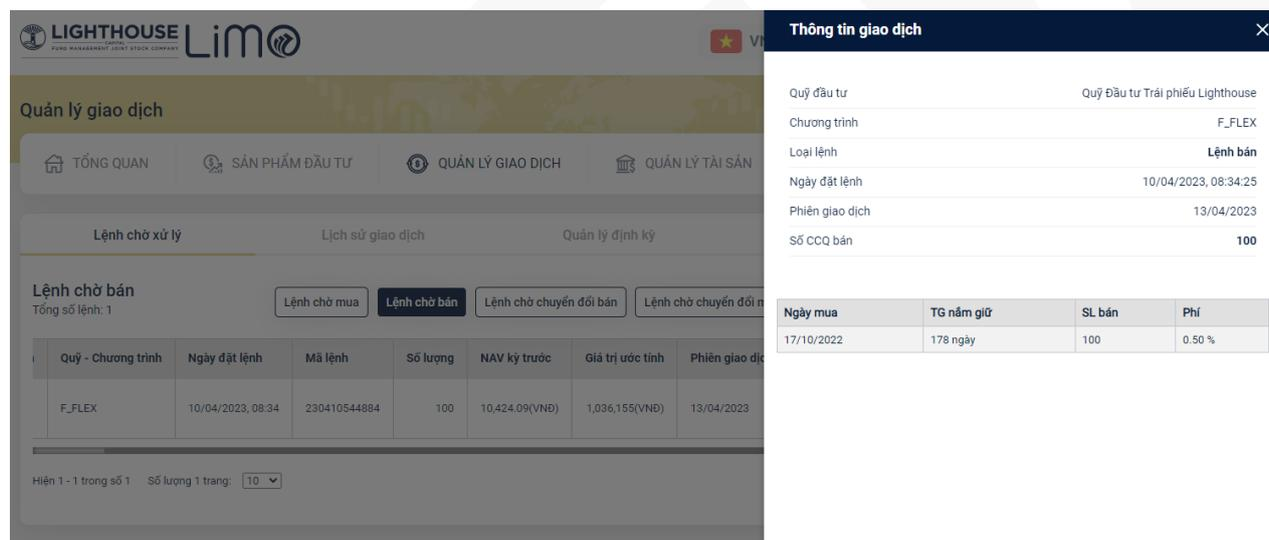 LIGHTHOUSE
CAPITAL
FUND MANAGEMENT JOINT STOCK COMPANY
LiMO
VN
Quản lý giao dịch
TỔNG QUAN
SẢN PHẨM ĐẦU TƯ
QUẢN LÝ GIAO DỊCH
QUẢN LÝ TÀI SẢN
Lệnh chờ xử lý
Lịch sử giao dịch
Quản lý định kỳ
Lệnh chờ bán
Tổng số lệnh: 1
Lệnh chờ mua
Lệnh chờ bán
Lệnh chờ chuyển đổi bán
Lệnh chờ chuyển đổi m
Quỹ - Chương trình Ngày đặt lệnh Mã lệnh Số lượng NAV kỳ trước Giá trị ước tính Phiên giao dịc
F_FLEX 10/04/2023, 08:34 230410544884 100 10,424.09(VNĐ) 1,036,155(VNĐ) 13/04/2023
Hiện 1 - 1 trong số 1 Số lượng 1 trang: 10
Thông tin giao dịch
Quỹ đầu tư Quỹ Đầu tư Trái phiếu Lighthouse
Chương trình F_FLEX
Loại lệnh Lệnh bán
Ngày đặt lệnh 10/04/2023, 08:34:25
Phiên giao dịch 13/04/2023
Số CCQ bán 100
Ngày mua TG nắm giữ SL bán Phí
17/10/2022 178 ngày 100 0.50 %